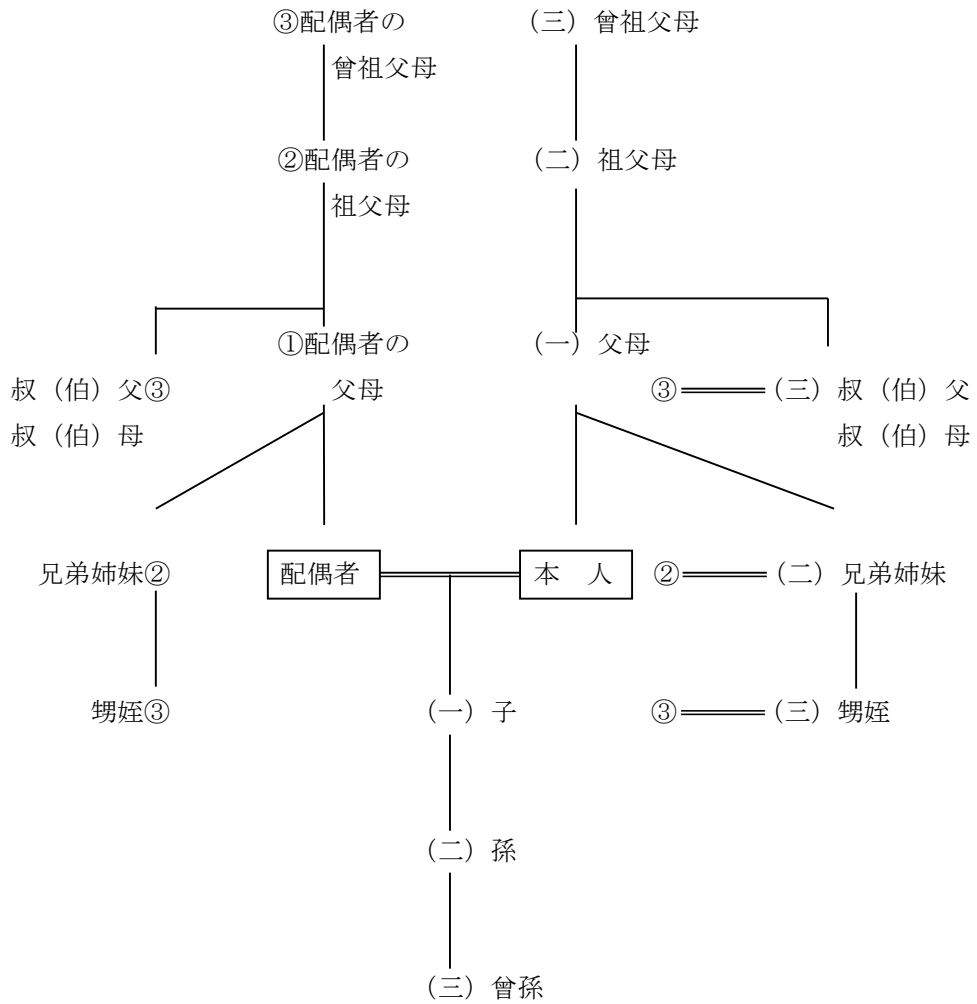 ③配偶者の （三）曾祖父母
曾祖父母
②配偶者の （二）祖父母
祖父母
①配偶者の （一）父母
叔（伯）父③ 父母 ③ （三）叔（伯）父
叔（伯）母 叔（伯）母
兄弟姉妹② 配偶者 本　人 ② （二）兄弟姉妹
甥姪③ （一）子 ③ （三）甥姪
（二）孫
（三）曾孫